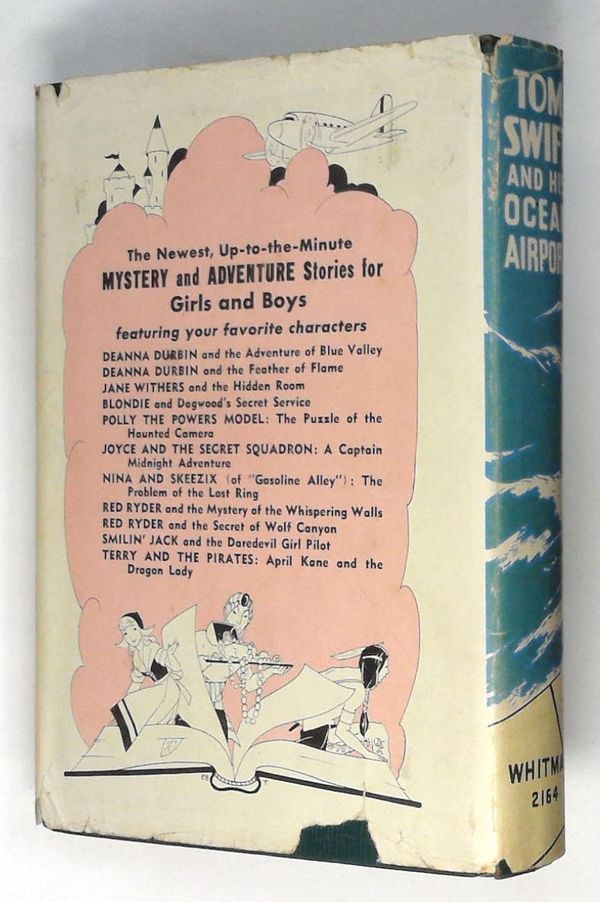 The Newest, Up-to-the-Minute
MYSTERY and ADVENTURE Stories for
Girls and Boys
featuring your favorite characters
DEANNA DURBIN and the Adventure of Blue Valley
DEANNA DURBIN and the Feather of Flame
JANE WITHERS and the Hidden Room
BLONDIE and Dagwood's Secret Service
POLLY THE POWERS MODEL: The Puzzle of the
Haunted Camera
JOYCE AND THE SECRET SQUADRON: A Captain
Midnight Adventure
NINA AND SKEEZIX (of "Gasoline Alley"): The
Problem of the Lost Ring
RED RYDER and the Mystery of the Whispering Walls
RED RYDER and the Secret of Wolf Canyon
SMILIN' JACK and the Daredevil Girl Pilot
TERRY AND THE PIRATES: April Kane and the
Dragon Lady
TOM
SWIF
AND HIS
OCEAN
AIRPOR
WHITMA
2164